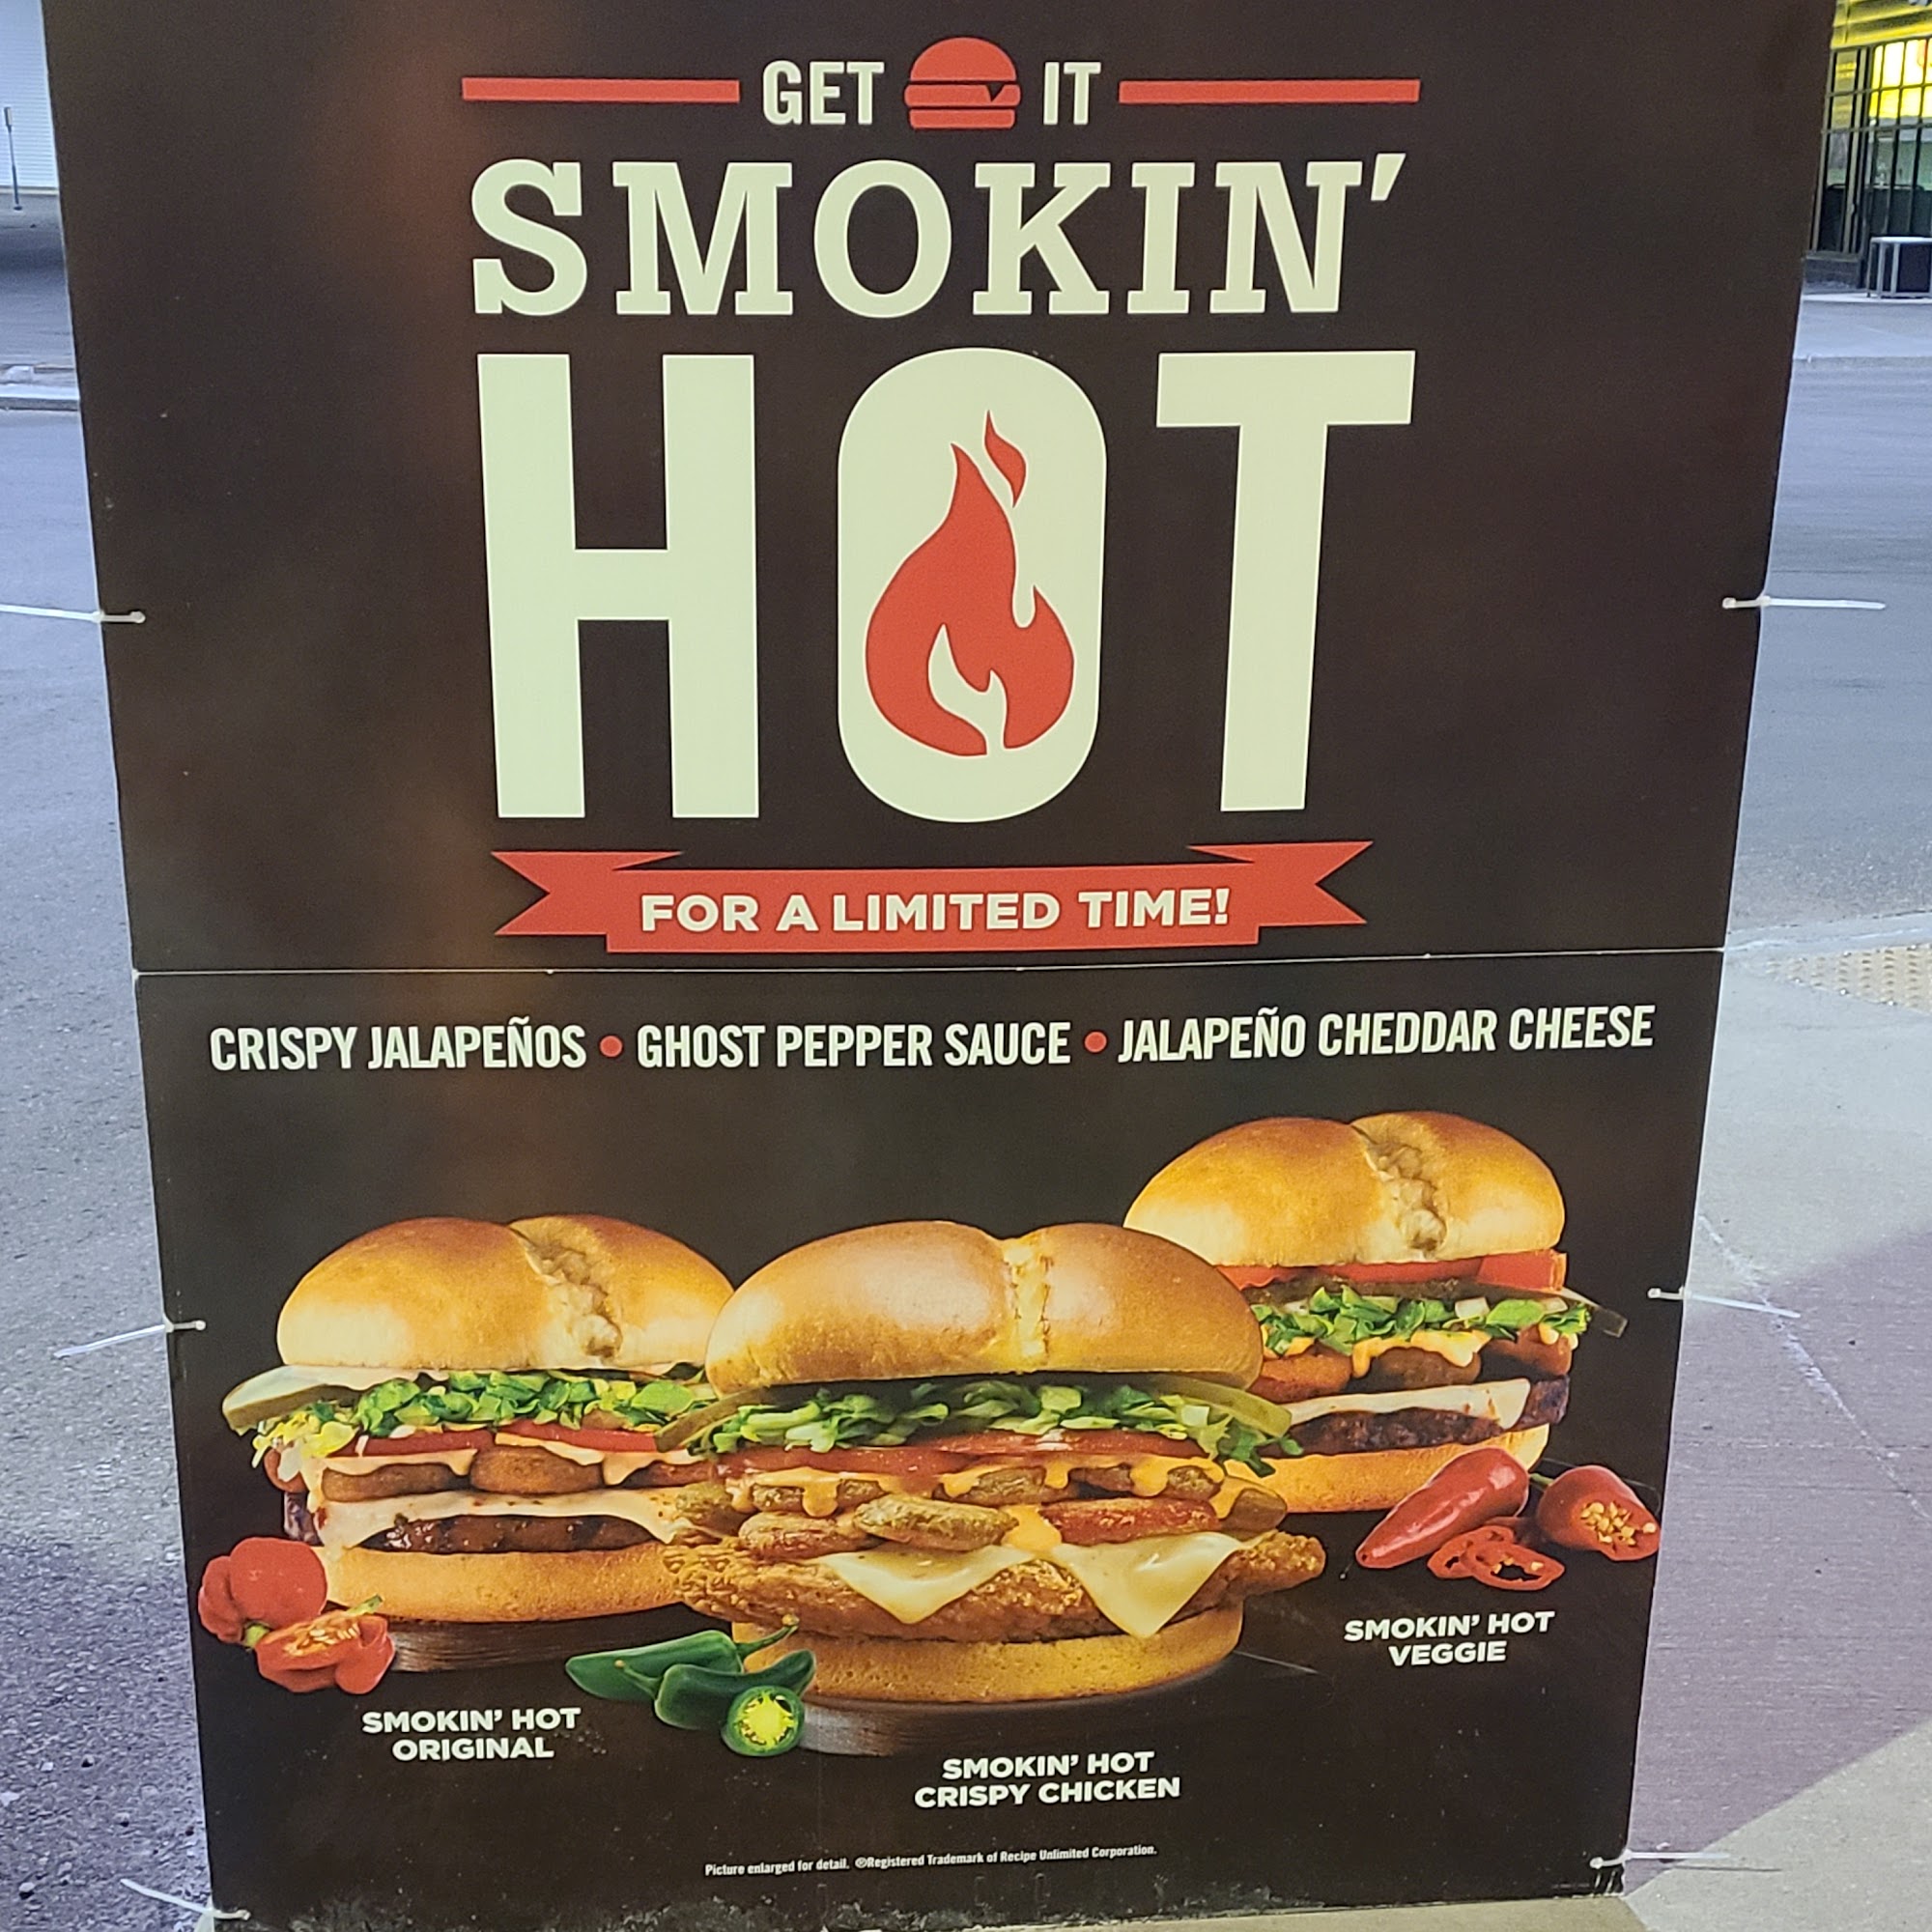 GET IT
SMOKIN'
HOT
FOR A LIMITED TIME!
CRISPY JALAPEÑOS • GHOST PEPPER SAUCE • JALAPEÑO CHEDDAR CHEESE
SMOKIN' HOT
VEGGIE
SMOKIN' HOT
ORIGINAL
SMOKIN' HOT
CRISPY CHICKEN
Picture enlarged for detail. ®Registered Trademark of Recipe Unlimited Corporation.